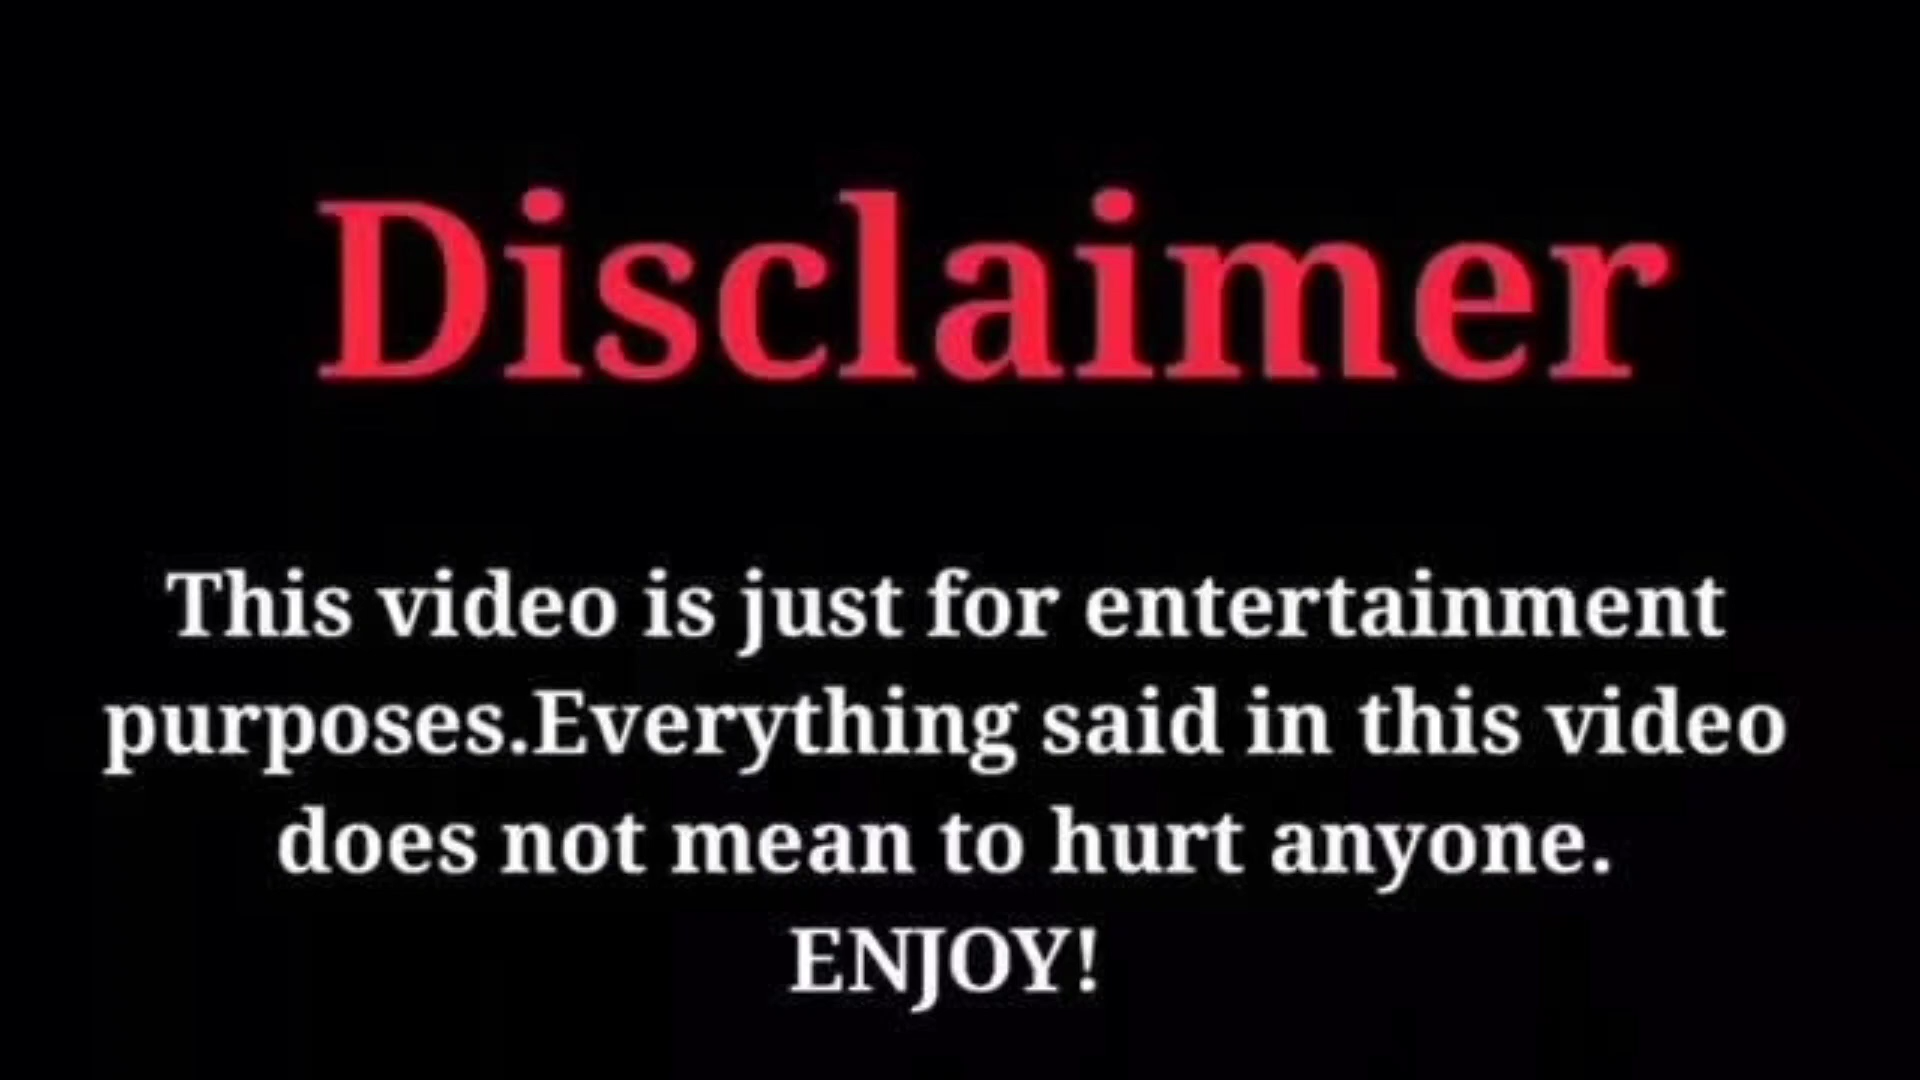 Disclaimer
This video is just for entertainment
purposes.Everything said in this video
does not mean to hurt anyone.
ENJOY!